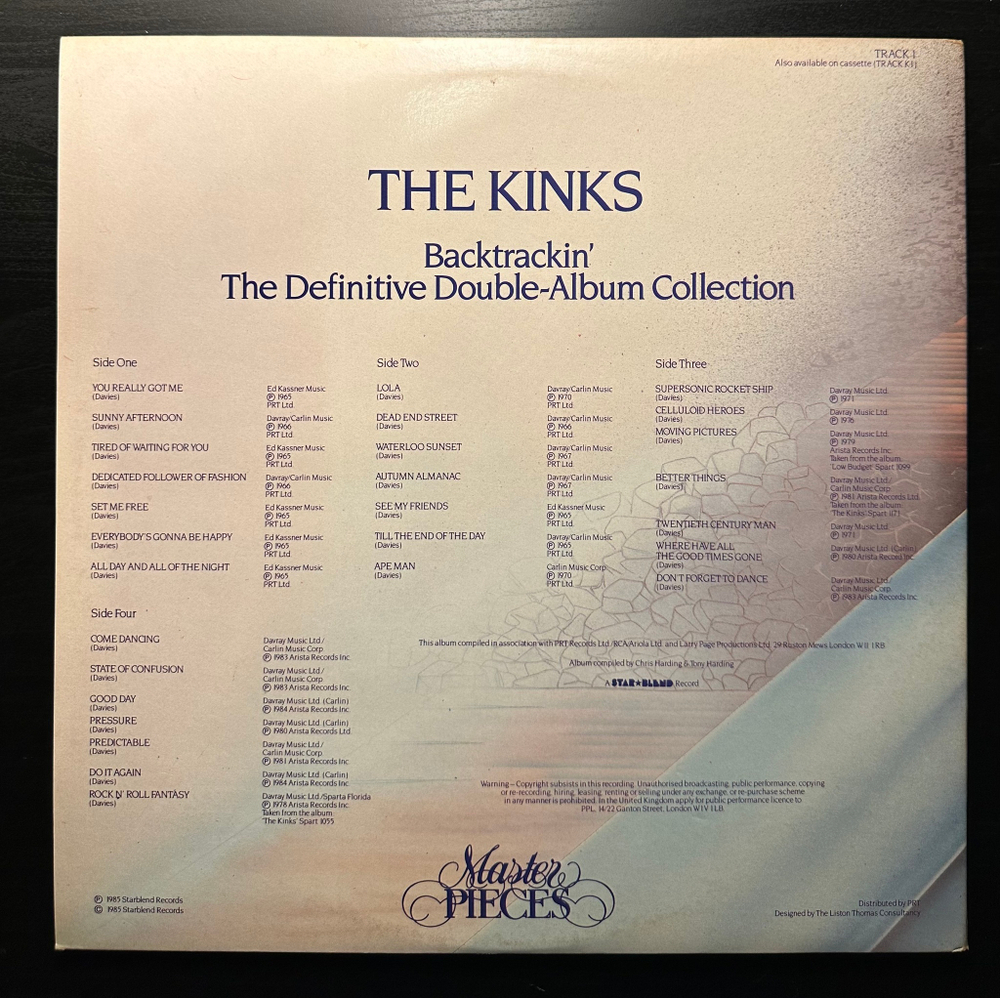 TRACK 1
Also available on cassette (TRACK K1)
THE KINKS
Backtrackin'
The Definitive Double-Album Collection
Side One
YOU REALLY GOT ME
(Davies)
Ed Kassner Music
Ⓟ 1965
PRT Ltd.
SUNNY AFTERNOON
(Davies)
Davray/Carlin Music
Ⓟ 1966
PRT Ltd.
TIRED OF WAITING FOR YOU
(Davies)
Ed Kassner Music
Ⓟ 1965
PRT Ltd.
DEDICATED FOLLOWER OF FASHION
(Davies)
Davray/Carlin Music
Ⓟ 1966
PRT Ltd.
SET ME FREE
(Davies)
Ed Kassner Music
Ⓟ 1965
PRT Ltd.
EVERYBODY'S GONNA BE HAPPY
(Davies)
Ed Kassner Music
Ⓟ 1965
PRT Ltd.
ALL DAY AND ALL OF THE NIGHT
(Davies)
Ed Kassner Music
Ⓟ 1965
PRT Ltd.
Side Two
LOLA
(Davies)
Davray/Carlin Music
Ⓟ 1970
PRT Ltd.
DEAD END STREET
(Davies)
Davray/Carlin Music
Ⓟ 1966
PRT Ltd.
WATERLOO SUNSET
(Davies)
Davray/Carlin Music
Ⓟ 1967
PRT Ltd.
AUTUMN ALMANAC
(Davies)
Davray/Carlin Music
Ⓟ 1967
PRT Ltd.
SEE MY FRIENDS
(Davies)
Ed Kassner Music
Ⓟ 1965
PRT Ltd.
TILL THE END OF THE DAY
(Davies)
Davray/Carlin Music
Ⓟ 1965
PRT Ltd.
APE MAN
(Davies)
Carlin Music Corp.
Ⓟ 1970
PRT Ltd.
Side Three
SUPERSONIC ROCKET SHIP
(Davies)
Davray Music Ltd.
Ⓟ 1971
CELLULOID HEROES
(Davies)
Davray Music Ltd.
Ⓟ 1976
MOVING PICTURES
(Davies)
Davray Music Ltd.
Ⓟ 1979
Arista Records Inc.
Taken from the album
'Low Budget' Spart 1099
BETTER THINGS
(Davies)
Davray Music Ltd./
Carlin Music Corp.
Ⓟ 1981 Arista Records Ltd.
Taken from the album
'The Kinks' Spart 1171
TWENTIETH CENTURY MAN
(Davies)
Davray Music Ltd.
Ⓟ 1971
WHERE HAVE ALL
THE GOOD TIMES GONE
(Davies)
Davray Music Ltd. (Carlin)
Ⓟ 1980 Arista Record Inc.
DON'T FORGET TO DANCE
(Davies)
Davray Music Ltd./
Carlin Music Corp.
Ⓟ 1983 Arista Records Inc.
Side Four
COME DANCING
(Davies)
Davray Music Ltd./
Carlin Music Corp.
Ⓟ 1983 Arista Records Inc.
STATE OF CONFUSION
(Davies)
Davray Music Ltd./
Carlin Music Corp.
Ⓟ 1983 Arista Records Inc.
GOOD DAY
(Davies)
Davray Music Ltd. (Carlin)
Ⓟ 1984 Arista Records Inc.
PRESSURE
(Davies)
Davray Music Ltd. (Carlin)
Ⓟ 1980 Arista Records Ltd.
PREDICTABLE
(Davies)
Davray Music Ltd./
Carlin Music Corp.
Ⓟ 1981 Arista Records Inc.
DO IT AGAIN
(Davies)
Davray Music Ltd. (Carlin)
Ⓟ 1984 Arista Records Inc.
ROCK N' ROLL FANTASY
(Davies)
Davray Music Ltd./Sparta Florida
Ⓟ 1978 Arista Records Inc.
Taken from the album
'The Kinks' Spart 1055
This album compiled in association with PRT Records Ltd./RCA/Ariola Ltd. and Larry Page Productions Ltd. 29 Ruston Mews London W11 1RB
Album compiled by Chris Harding & Tony Harding
A STAR★BLEND Record
Warning – Copyright subsists in this recording. Unauthorised broadcasting, public performance, copying
or re-recording, hiring, leasing, renting or selling under any exchange, or re-purchase scheme
in any manner is prohibited. In the United Kingdom apply for public performance licence to
PPL, 14/22 Ganton Street, London W1V 1LB.
Master
PIECES
Ⓟ 1985 Starblend Records
© 1985 Starblend Records
Distributed by PRT
Designed by The Liston Thomas Consultancy